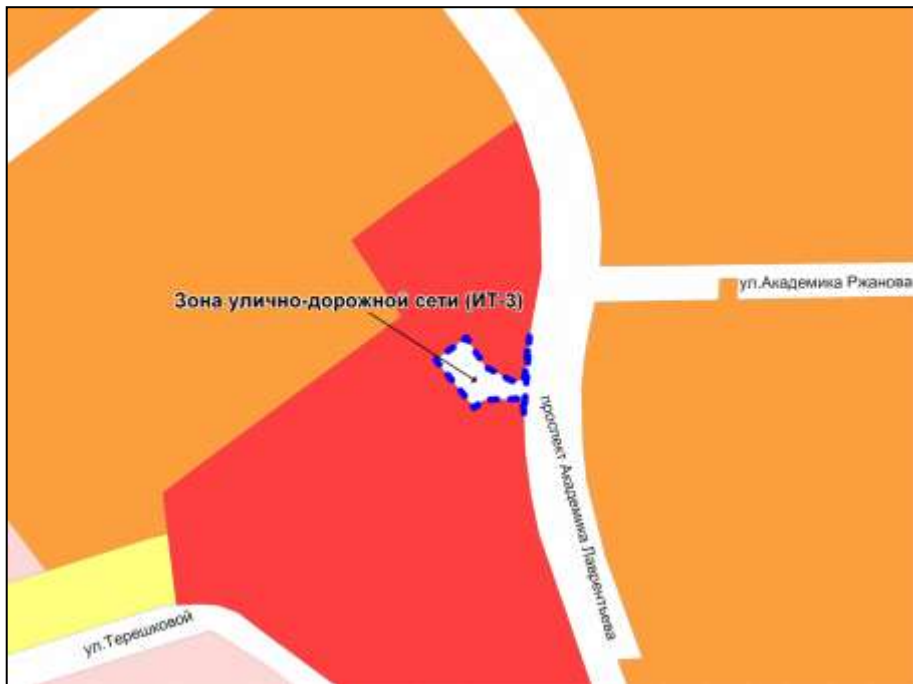 ул.Академика Ржанова
Зона улично-дорожной сети (ИТ-3)
проспект Академика Лаврентьева
ул.Терешковой